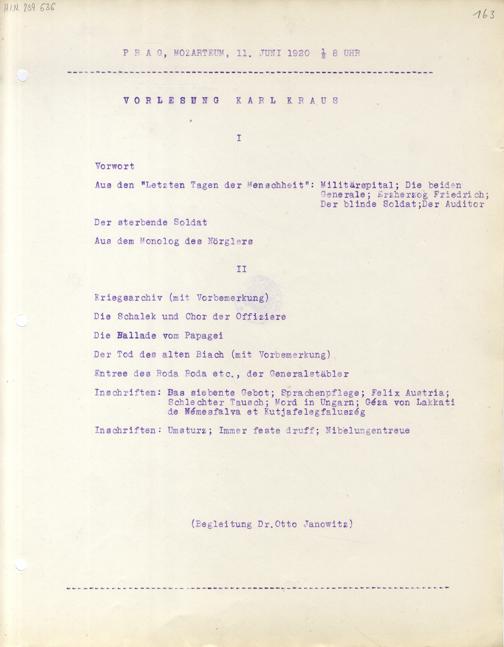 H.I.N. 209 636
163
PRAG, MOZARTEUM, 11. JUNI 1920 ½ 8 UHR
VORLESUNG KARL KRAUS
I
Vorwort
Aus den "Letzten Tagen der Menschheit": Militärspital; Die beiden
Generale; Erzherzog Friedrich;
Der blinde Soldat;Der Auditor
Der sterbende Soldat
Aus dem Monolog des Nörglers
II
Kriegsarchiv (mit Vorbemerkung)
Die Schalek und Chor der Offiziere
Die Ballade vom Papagei
Der Tod des alten Biach (mit Vorbemerkung)
Entree des Roda Roda etc., der Generalstäbler
Inschriften: Das siebente Gebot; Sprachenpflege; Felix Austria;
Schlechter Tausch; Mord in Ungarn; Géza von Lakkati
de Némesfalva et Kutjafelegfaluszég
Inschriften: Umsturz; Immer feste druff; Nibelungentreue
(Begleitung Dr.Otto Janowitz)